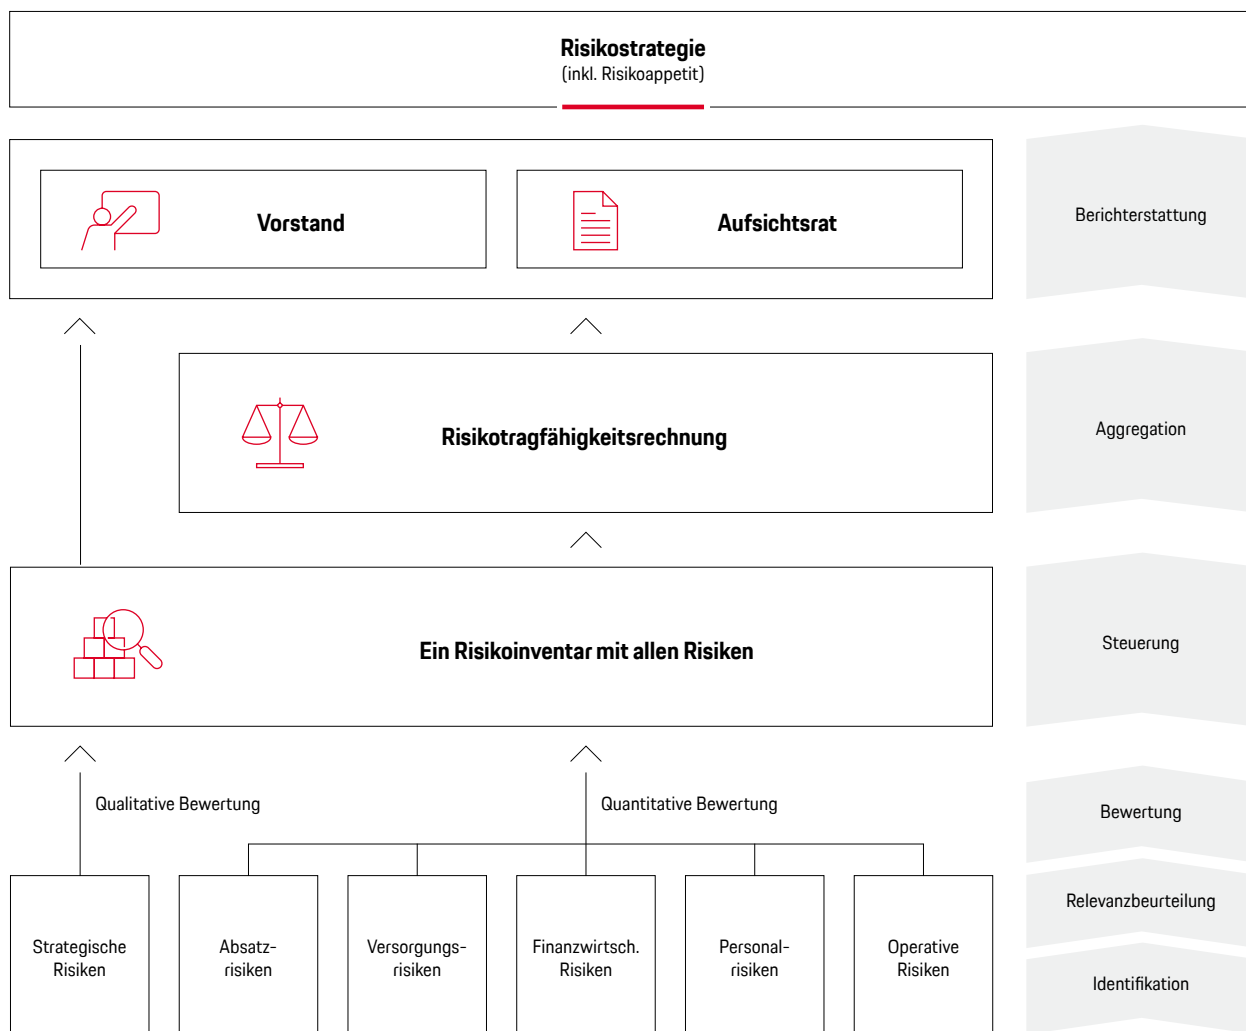 Risikostrategie
(inkl. Risikoappetit)
Vorstand
Aufsichtsrat
Berichterstattung
Risikotragfähigkeitsrechnung
Aggregation
Ein Risikoinventar mit allen Risiken
Steuerung
Qualitative Bewertung
Quantitative Bewertung
Bewertung
Relevanzbeurteilung
Strategische
Risiken
Absatz-
risiken
Versorgungs-
risiken
Finanzwirtsch.
Risiken
Personal-
risiken
Operative
Risiken
Identifikation